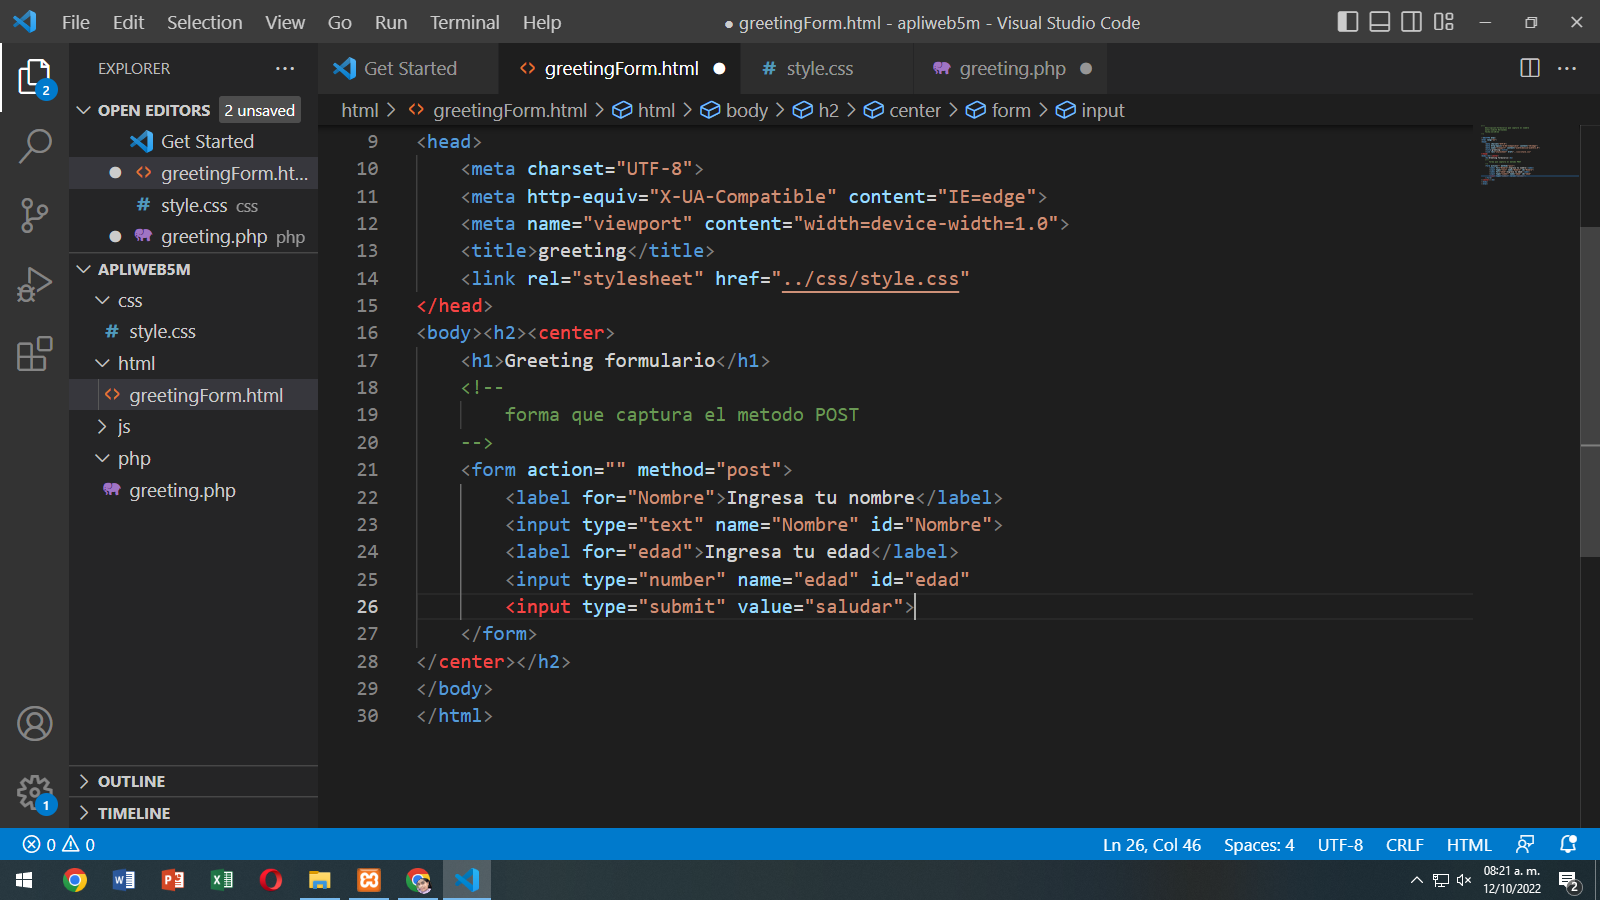 File Edit Selection View Go Run Terminal Help
● greetingForm.html - apliweb5m - Visual Studio Code
EXPLORER
OPEN EDITORS 2 unsaved
Get Started
greetingForm.ht...
style.css css
greeting.php php
APLIWEB5M
css
style.css
html
greetingForm.html
js
php
greeting.php
OUTLINE
TIMELINE
2
1
Get Started greetingForm.html style.css greeting.php
html > greetingForm.html > html > body > h2 > center > form > input
9 <head>
10 <meta charset="UTF-8">
11 <meta http-equiv="X-UA-Compatible" content="IE=edge">
12 <meta name="viewport" content="width=device-width=1.0">
13 <title>greeting</title>
14 <link rel="stylesheet" href="../css/style.css"
15 </head>
16 <body><h2><center>
17 <h1>Greeting formulario</h1>
18 <!--
19 forma que captura el metodo POST
20 -->
21 <form action="" method="post">
22 <label for="Nombre">Ingresa tu nombre</label>
23 <input type="text" name="Nombre" id="Nombre">
24 <label for="edad">Ingresa tu edad</label>
25 <input type="number" name="edad" id="edad"
26 <input type="submit" value="saludar">
27 </form>
28 </center></h2>
29 </body>
30 </html>
0 0
Ln 26, Col 46 Spaces: 4 UTF-8 CRLF HTML
08:21 a. m.
12/10/2022
2